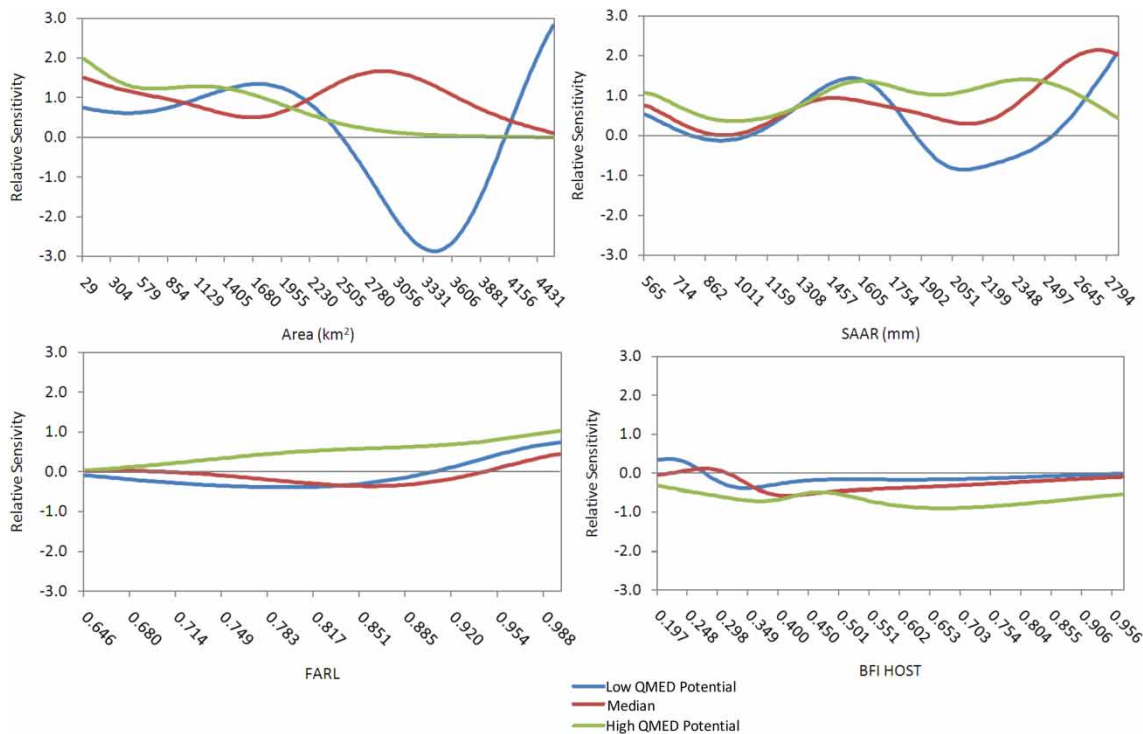 3.0
2.0
1.0
0.0
-1.0
-2.0
-3.0
Relative Sensitivity
29 304 579 854 1129 1405 1680 1955 2230 2505 2780 3056 3331 3606 3881 4156 4431
Area (km²)
3.0
2.0
1.0
0.0
-1.0
-2.0
-3.0
Relative Sensitivity
565 714 862 1011 1159 1308 1457 1605 1754 1902 2051 2199 2348 2497 2645 2794
SAAR (mm)
3.0
2.0
1.0
0.0
-1.0
-2.0
-3.0
Relative Sensivity
0.646 0.680 0.714 0.749 0.783 0.817 0.851 0.885 0.920 0.954 0.988
FARL
3.0
2.0
1.0
0.0
-1.0
-2.0
-3.0
Relative Sensitivity
0.197 0.248 0.298 0.349 0.400 0.450 0.501 0.551 0.602 0.653 0.703 0.754 0.804 0.855 0.906 0.956
BFI HOST
Low QMED Potential
Median
High QMED Potential